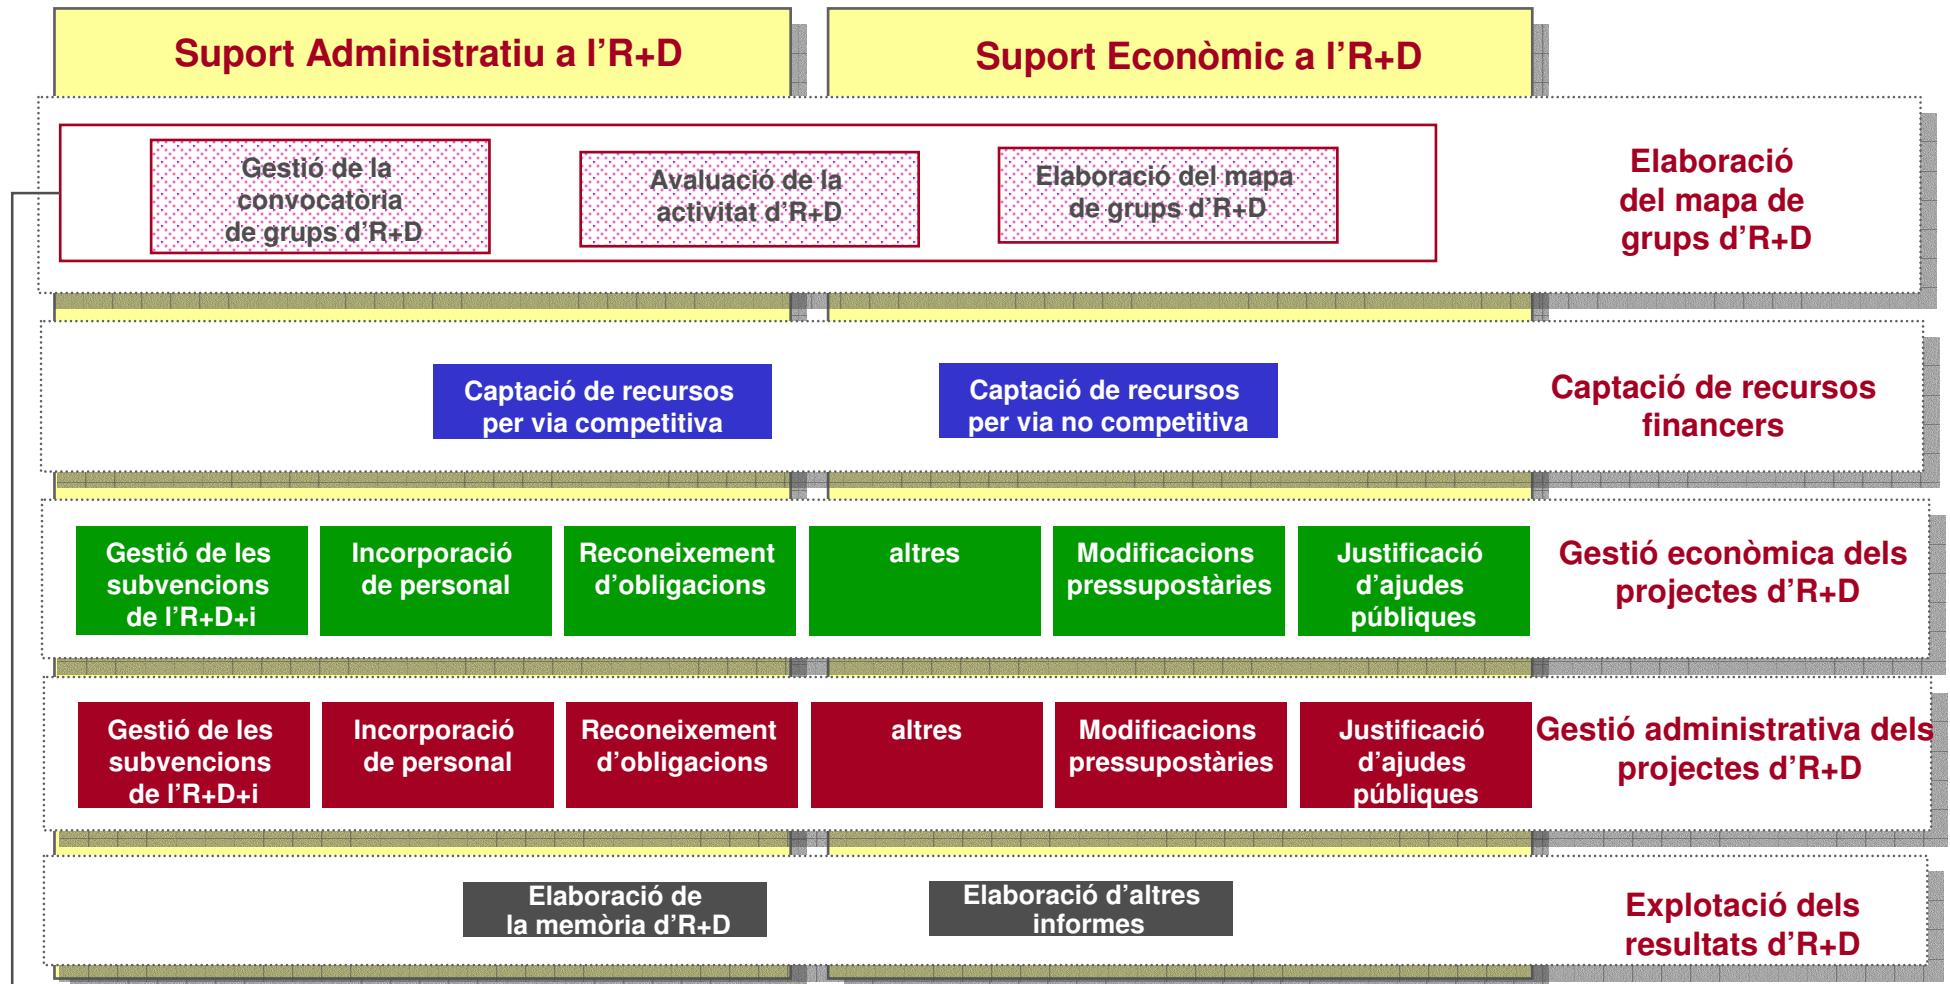 Suport Administratiu a l’R+D
Suport Econòmic a l’R+D
Gestió de la
convocatòria
de grups d’R+D
Avaluació de la
activitat d’R+D
Elaboració del mapa
de grups d’R+D
Elaboració
del mapa de
grups d’R+D
Captació de recursos
per via competitiva
Captació de recursos
per via no competitiva
Captació de recursos
financers
Gestió de les
subvencions
de l’R+D+i
Incorporació
de personal
Reconeixement
d’obligacions
altres
Modificacions
pressupostàries
Justificació
d’ajudes
públiques
Gestió econòmica dels
projectes d’R+D
Gestió de les
subvencions
de l’R+D+i
Incorporació
de personal
Reconeixement
d’obligacions
altres
Modificacions
pressupostàries
Justificació
d’ajudes
públiques
Gestió administrativa dels
projectes d’R+D
Elaboració de
la memòria d’R+D
Elaboració d’altres
informes
Explotació dels
resultats d’R+D